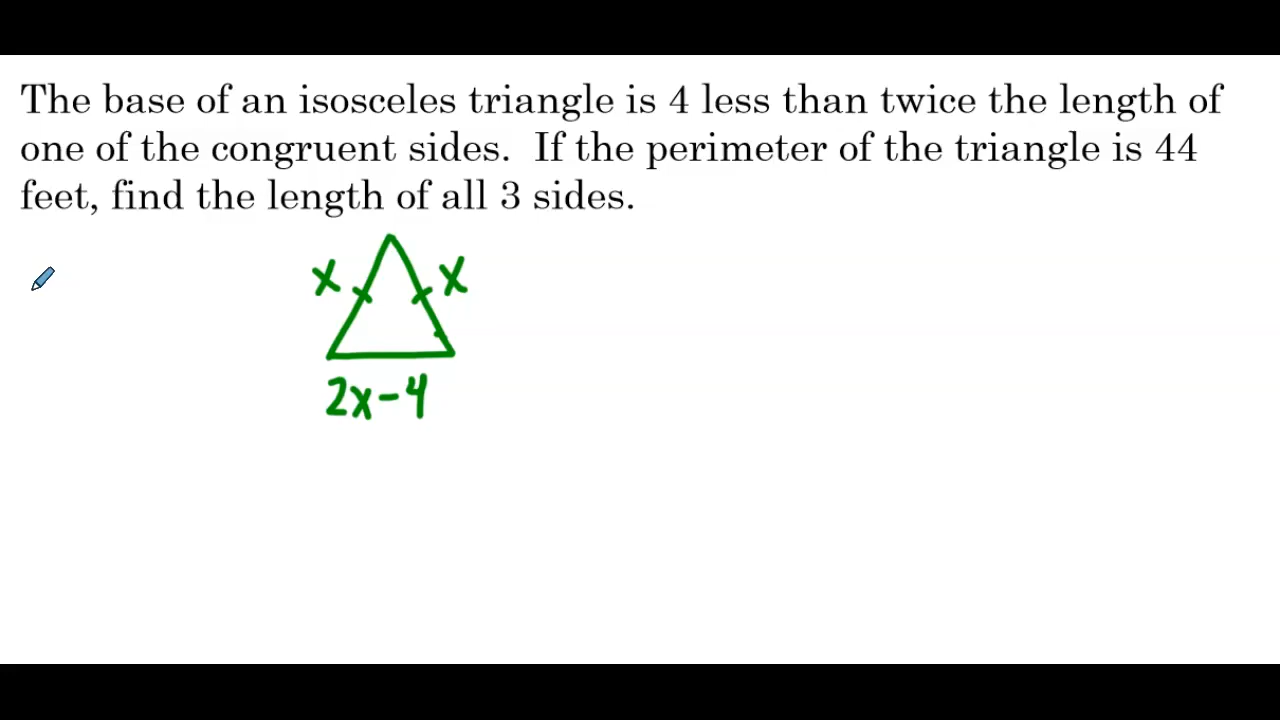 The base of an isosceles triangle is 4 less than twice the length of
one of the congruent sides. If the perimeter of the triangle is 44
feet, find the length of all 3 sides.
x x
2x-4